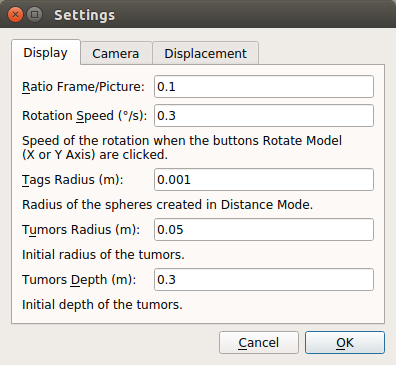 Settings
Display Camera Displacement
Ratio Frame/Picture: 0.1
Rotation Speed (°/s): 0.3
Speed of the rotation when the buttons Rotate Model
(X or Y Axis) are clicked.
Tags Radius (m): 0.001
Radius of the spheres created in Distance Mode.
Tumors Radius (m): 0.05
Initial radius of the tumors.
Tumors Depth (m): 0.3
Initial depth of the tumors.
Cancel OK